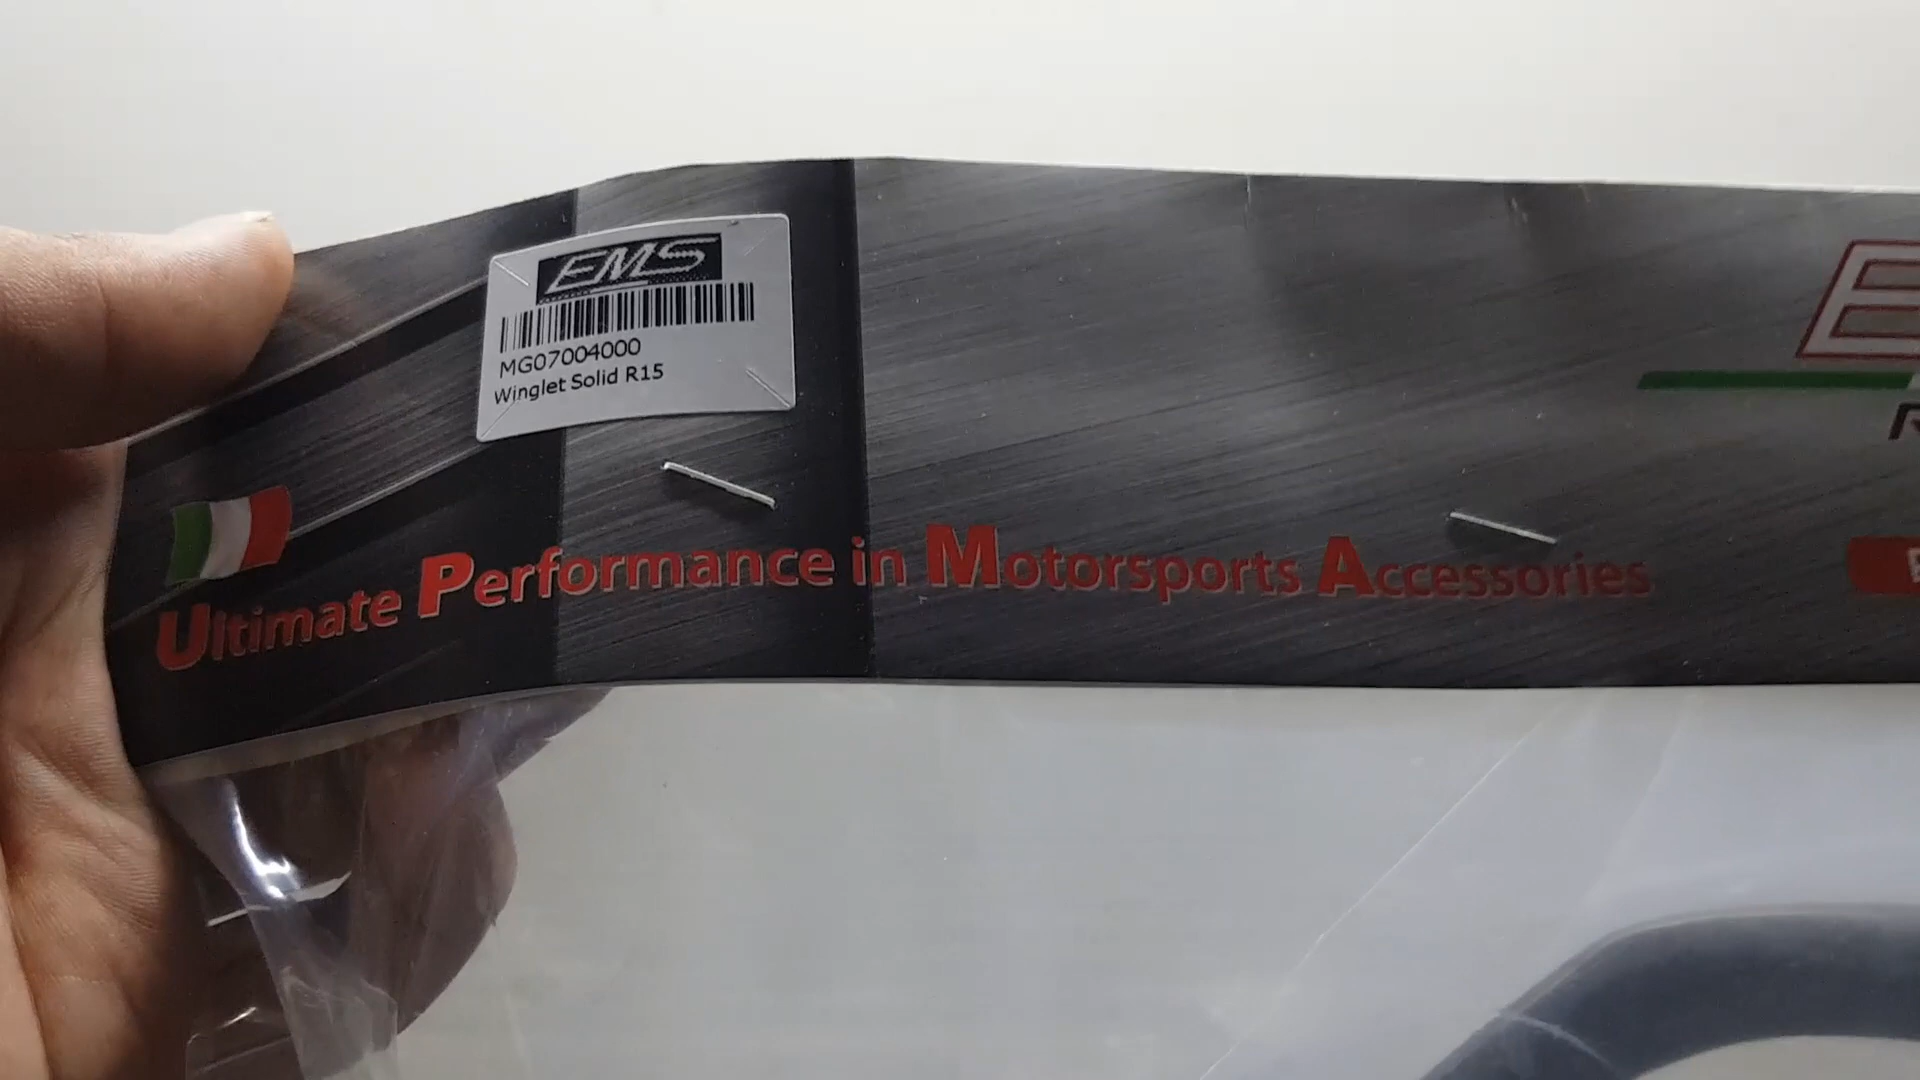 EMS
MG07004000
Winglet Solid R15
Ultimate Performance in Motorsports Accessories